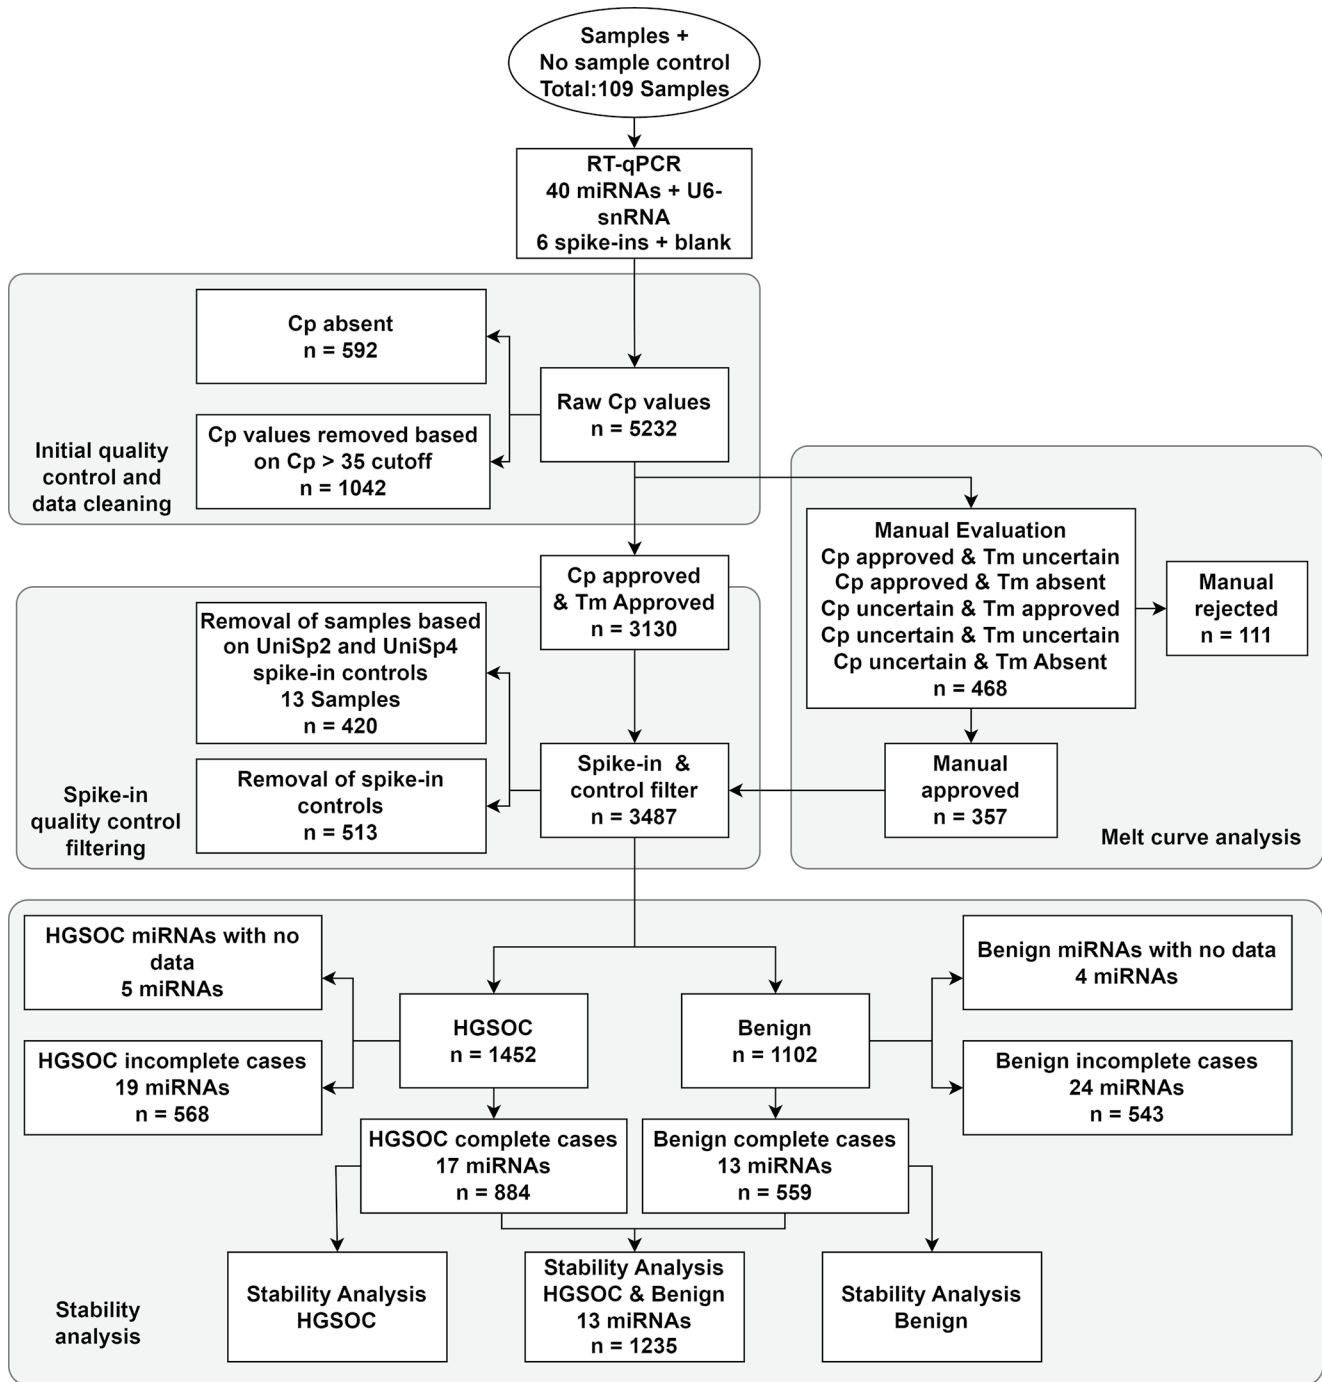 Samples +
No sample control
Total:109 Samples
RT-qPCR
40 miRNAs + U6-
snRNA
6 spike-ins + blank
Cp absent
n = 592
Raw Cp values
n = 5232
Cp values removed based
on Cp > 35 cutoff
n = 1042
Initial quality
control and
data cleaning
Manual Evaluation
Cp approved & Tm uncertain
Cp approved & Tm absent
Cp uncertain & Tm approved
Cp uncertain & Tm uncertain
Cp uncertain & Tm Absent
n = 468
Manual
rejected
n = 111
Cp approved
& Tm Approved
n = 3130
Removal of samples based
on UniSp2 and UniSp4
spike-in controls
13 Samples
n = 420
Spike-in & 
control filter
n = 3487
Manual
approved
n = 357
Removal of spike-in
controls
n = 513
Spike-in
quality control
filtering
Melt curve analysis
HGSOC miRNAs with no
data
5 miRNAs
Benign miRNAs with no data
4 miRNAs
HGSOC
n = 1452
Benign
n = 1102
HGSOC incomplete cases
19 miRNAs
n = 568
Benign incomplete cases
24 miRNAs
n = 543
HGSOC complete cases
17 miRNAs
n = 884
Benign complete cases
13 miRNAs
n = 559
Stability Analysis
HGSOC
Stability Analysis
HGSOC & Benign
13 miRNAs
n = 1235
Stability Analysis
Benign
Stability
analysis